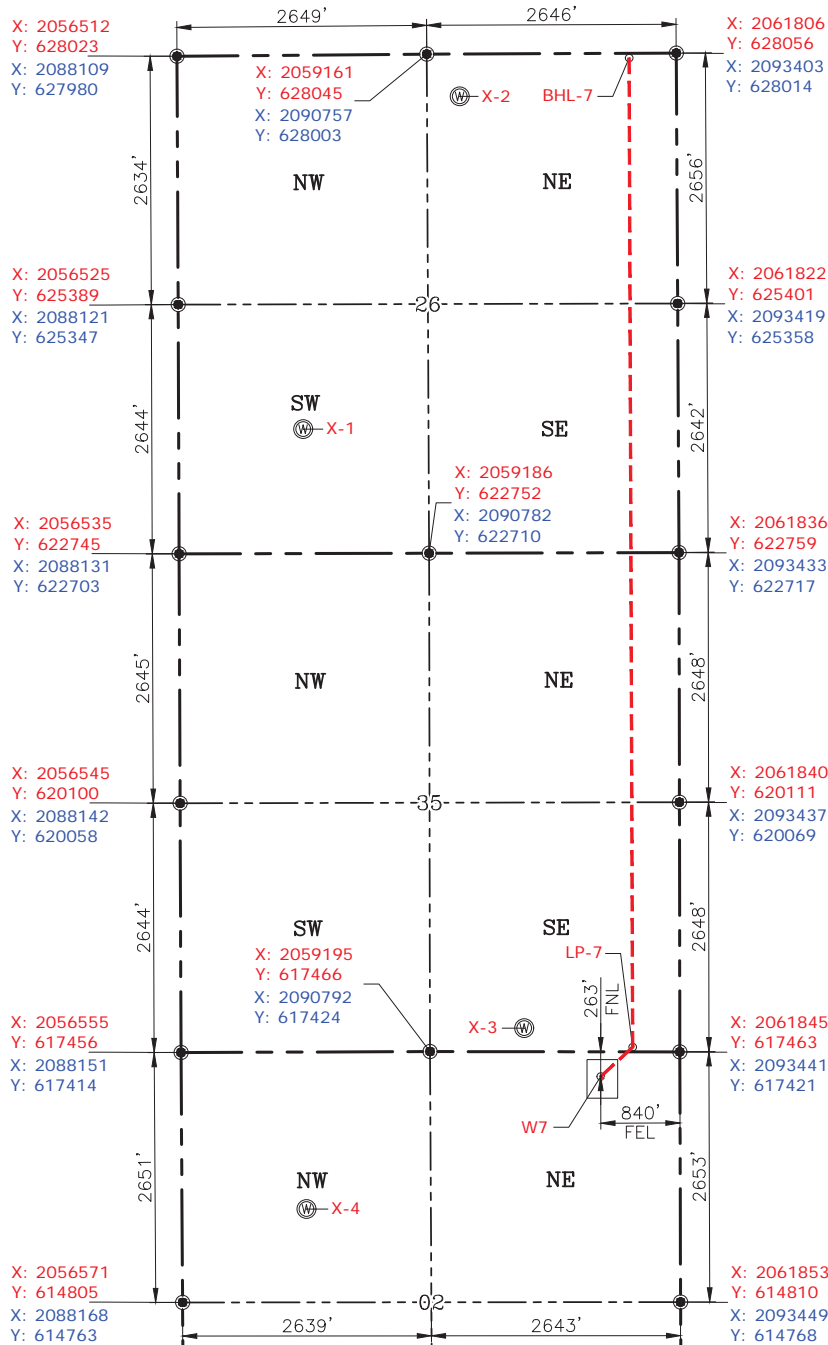 2649'
2646'
X: 2056512
Y: 628023
X: 2088109
Y: 627980
X: 2059161
Y: 628045
X: 2090757
Y: 628003
X: 2061806
Y: 628056
X: 2093403
Y: 628014
W
X-2
BHL-7
2634'
NW
NE
2656'
X: 2056525
Y: 625389
X: 2088121
Y: 625347
26
X: 2061822
Y: 625401
X: 2093419
Y: 625358
2644'
SW
W
X-1
SE
2642'
X: 2059186
Y: 622752
X: 2090782
Y: 622710
X: 2056535
Y: 622745
X: 2088131
Y: 622703
X: 2061836
Y: 622759
X: 2093433
Y: 622717
2645'
NW
NE
2648'
X: 2056545
Y: 620100
X: 2088142
Y: 620058
35
X: 2061840
Y: 620111
X: 2093437
Y: 620069
2644'
SW
SE
2648'
X: 2059195
Y: 617466
X: 2090792
Y: 617424
LP-7
263'
FNL
X-3
W
X: 2056555
Y: 617456
X: 2088151
Y: 617414
X: 2061845
Y: 617463
X: 2093441
Y: 617421
840'
FEL
W7
2651'
NW
W
X-4
NE
2653'
X: 2056571
Y: 614805
X: 2088168
Y: 614763
02
X: 2061853
Y: 614810
X: 2093449
Y: 614768
2639'
2643'